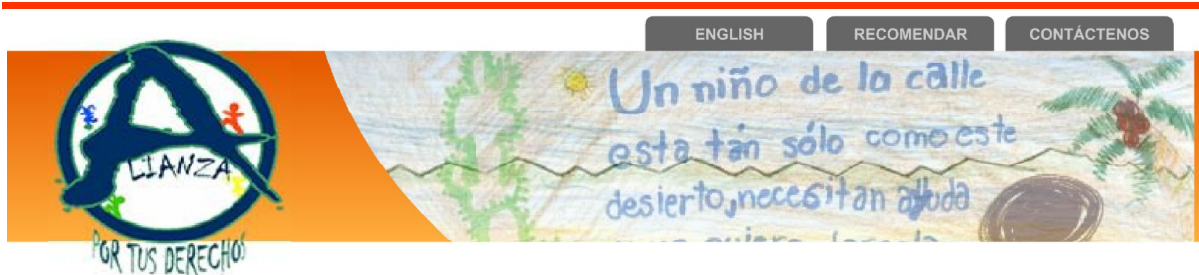 ENGLISH RECOMENDAR CONTÁCTENOS
ALIANZA
POR TUS DERECHOS
Un niño de la calle
esta tan sólo como este
desierto,necesitan ayuda